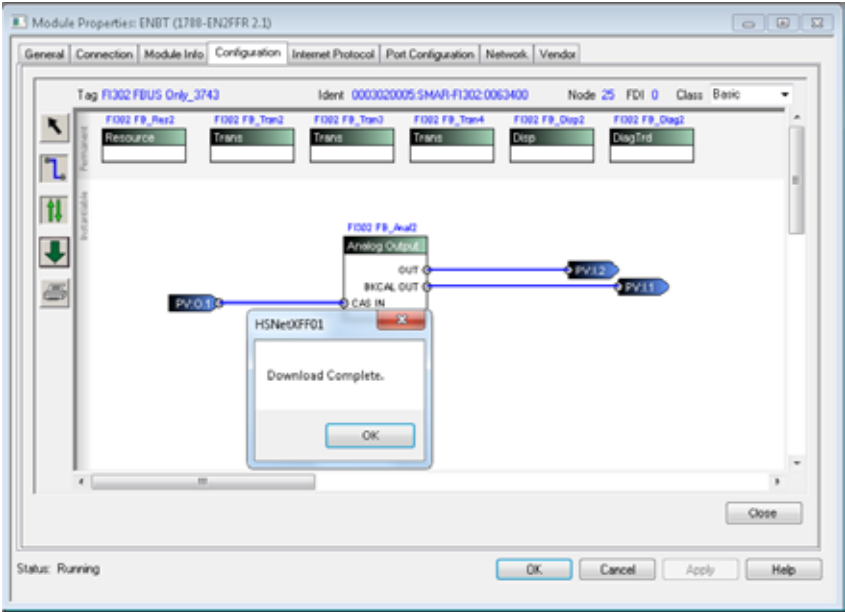 Module Properties: ENBT (1788-EN2FFR 2.1)
General Connection Module Info Configuration Internet Protocol Port Configuration Network Vendor
Tag FI302 FBUS Only_3743 Ident 0003020005:SMAR-FI302:0063400 Node 25 FDI 0 Class Basic
FI302 FB_Res2 FI302 FB_Tran2 FI302 FB_Tran3 FI302 FB_Tran4 FI302 FB_Disp2 FI302 FB_Diag2
Resource Trans Trans Trans Disp DiagTrd
Permanent
Instantiable
FI302 FB_Anal2
Analog Output
OUT PV:I.2
BKCAL OUT PV:I.1
PV:O.1 CAS IN
HSNetXFF01
Download Complete.
OK
Close
Status: Running OK Cancel Apply Help